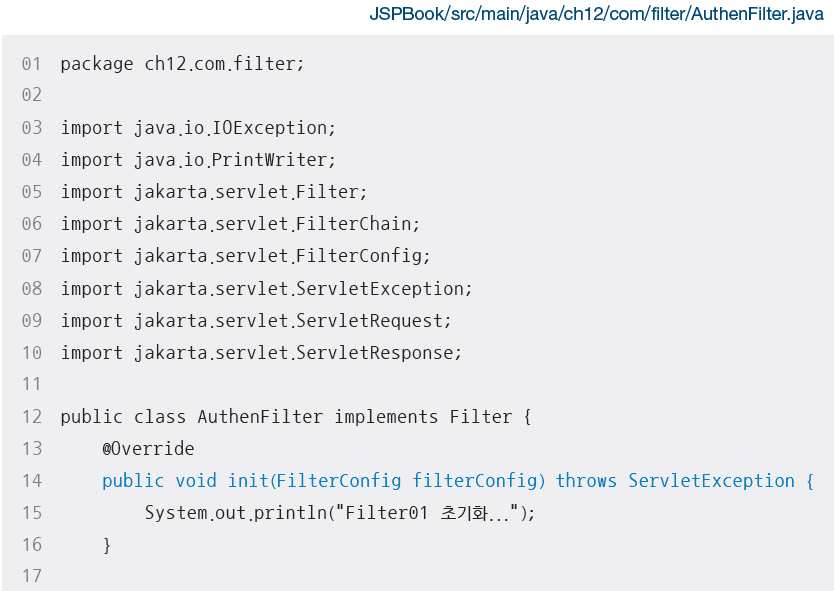 JSPBook/src/main/java/ch12/com/filter/AuthenFilter.java
01 package ch12.com.filter;
02
03 import java.io.IOException;
04 import java.io.PrintWriter;
05 import jakarta.servlet.Filter;
06 import jakarta.servlet.FilterChain;
07 import jakarta.servlet.FilterConfig;
08 import jakarta.servlet.ServletException;
09 import jakarta.servlet.ServletRequest;
10 import jakarta.servlet.ServletResponse;
11
12 public class AuthenFilter implements Filter {
13     @Override
14     public void init(FilterConfig filterConfig) throws ServletException {
15         System.out.println("Filter01 초기화...");
16     }
17